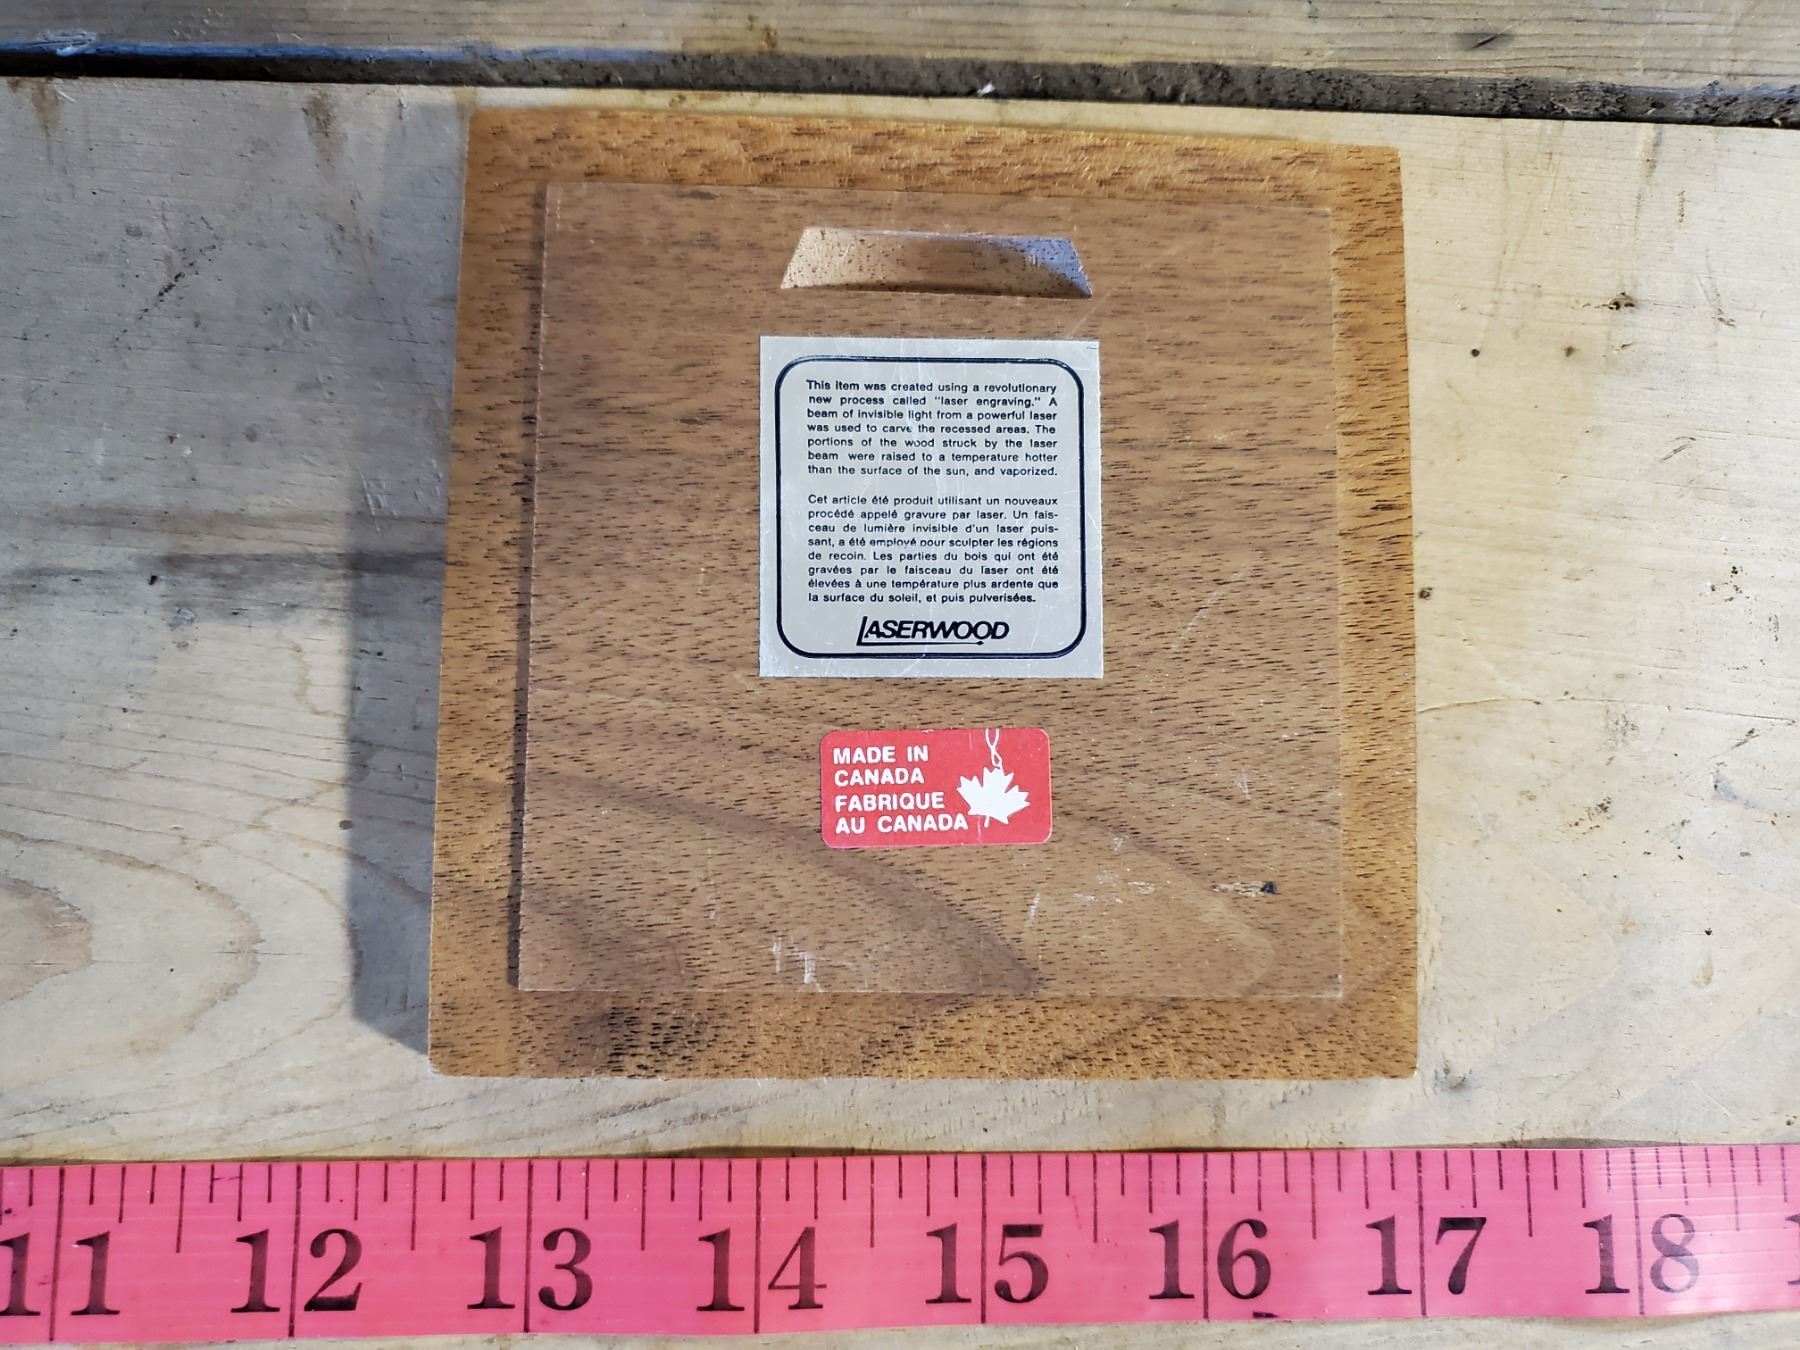 This item was created using a revolutionary
new process called "laser engraving." A
beam of invisible light from a powerful laser
was used to carve the recessed areas. The
portions of the wood struck by the laser
beam were raised to a temperature hotter
than the surface of the sun, and vaporized.
Cet article été produit utilisant un nouveaux
procédé appelé gravure par laser. Un fais-
ceau de lumière invisible d'un laser puis-
sant, a été employé pour sculpter les régions
de recoin. Les parties du bois qui ont été
gravées par le faisceau du laser ont été
élevées à une température plus ardente que
la surface du soleil, et puis pulverisées.
LASERWOOD
MADE IN
CANADA
FABRIQUE
AU CANADA
11 12 13 14 15 16 17 18